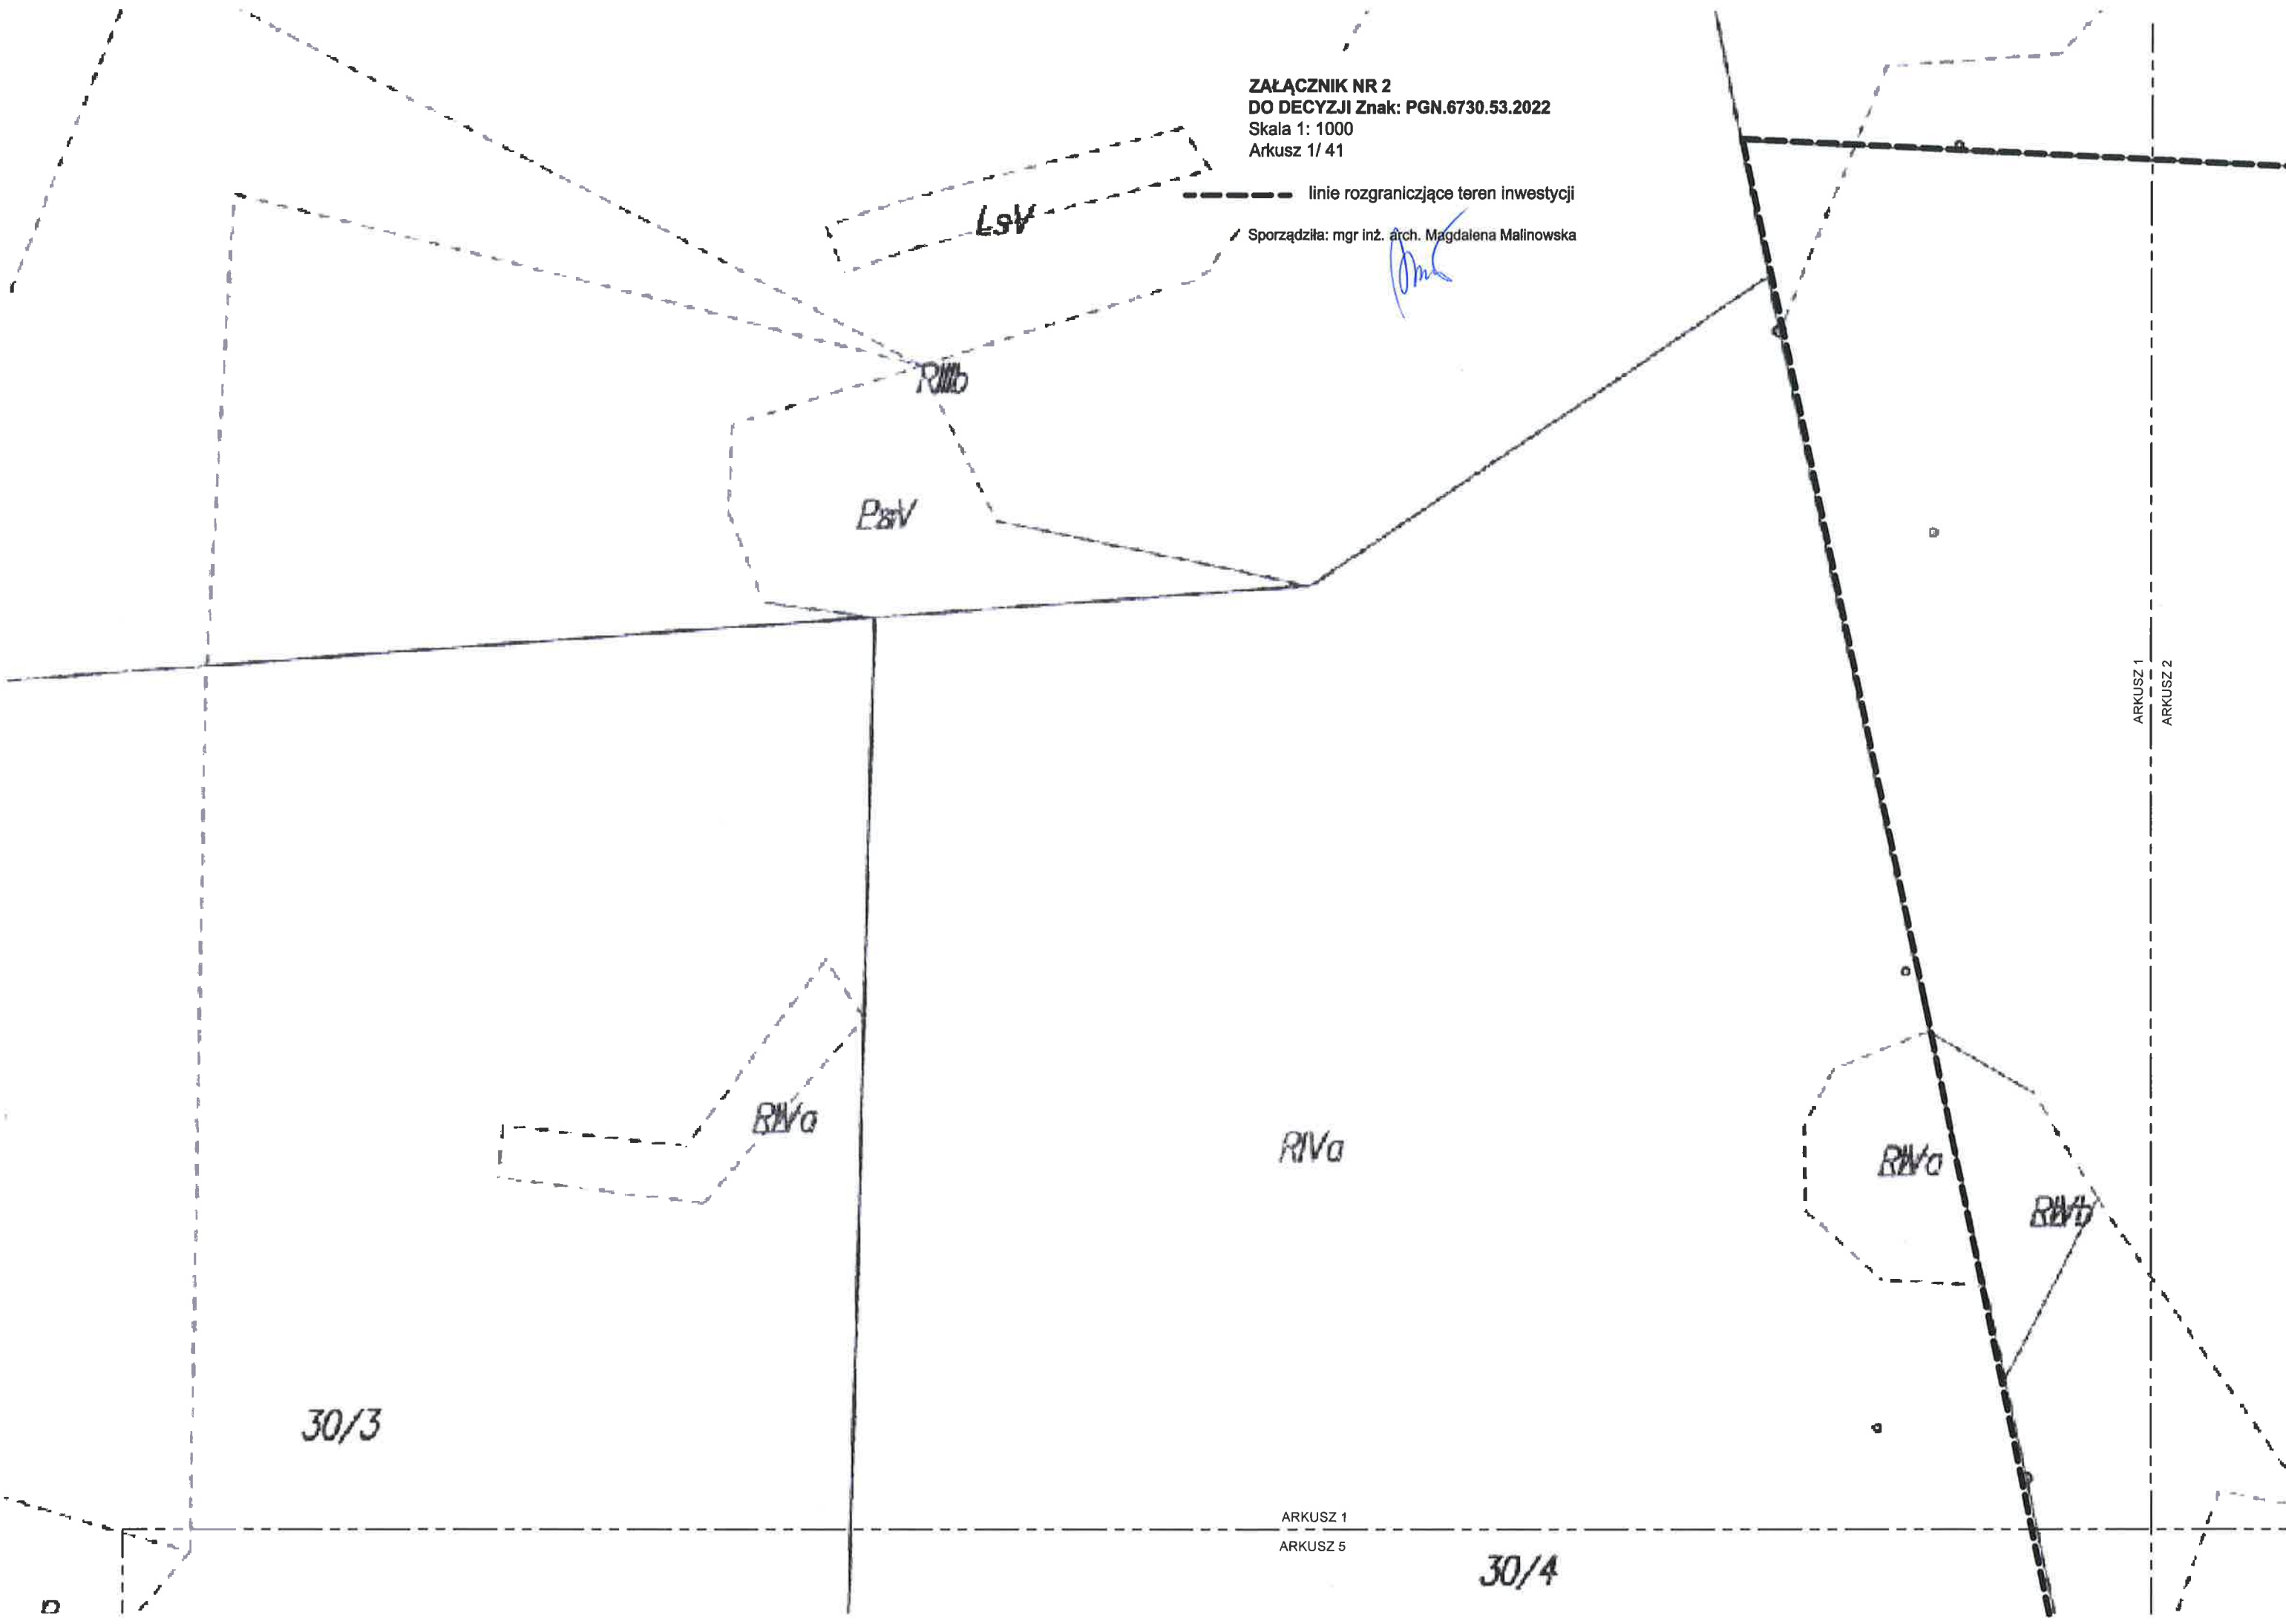 ZAŁĄCZNIK NR 2
DO DECYZJI Znak: PGN.6730.53.2022
Skala 1: 1000
Arkusz 1/ 41
linie rozgraniczjące teren inwestycji
Sporządziła: mgr inż. arch. Magdalena Malinowska
LsV
RIIIb
PsIV
ARKUSZ 1
ARKUSZ 2
RIVa
RIVa
RIVa
RIVb
30/3
ARKUSZ 1
ARKUSZ 5
30/4